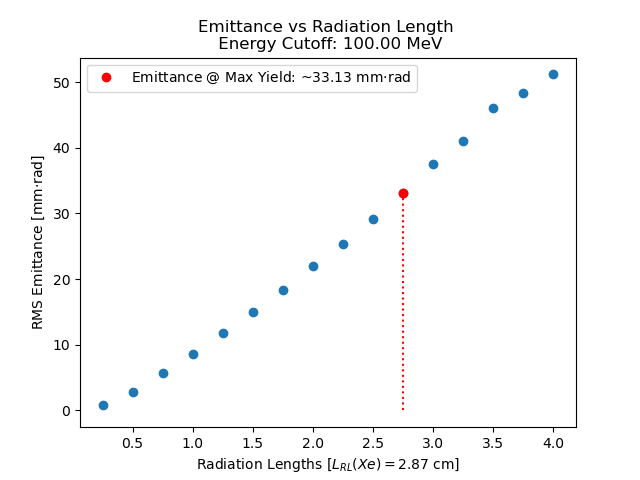 Emittance vs Radiation Length
Energy Cutoff: 100.00 MeV
Emittance @ Max Yield: ~33.13 mm·rad
RMS Emittance [mm·rad]
50
40
30
20
10
0
0.5 1.0 1.5 2.0 2.5 3.0 3.5 4.0
Radiation Lengths [$L_{RL}(Xe) = 2.87$ cm]